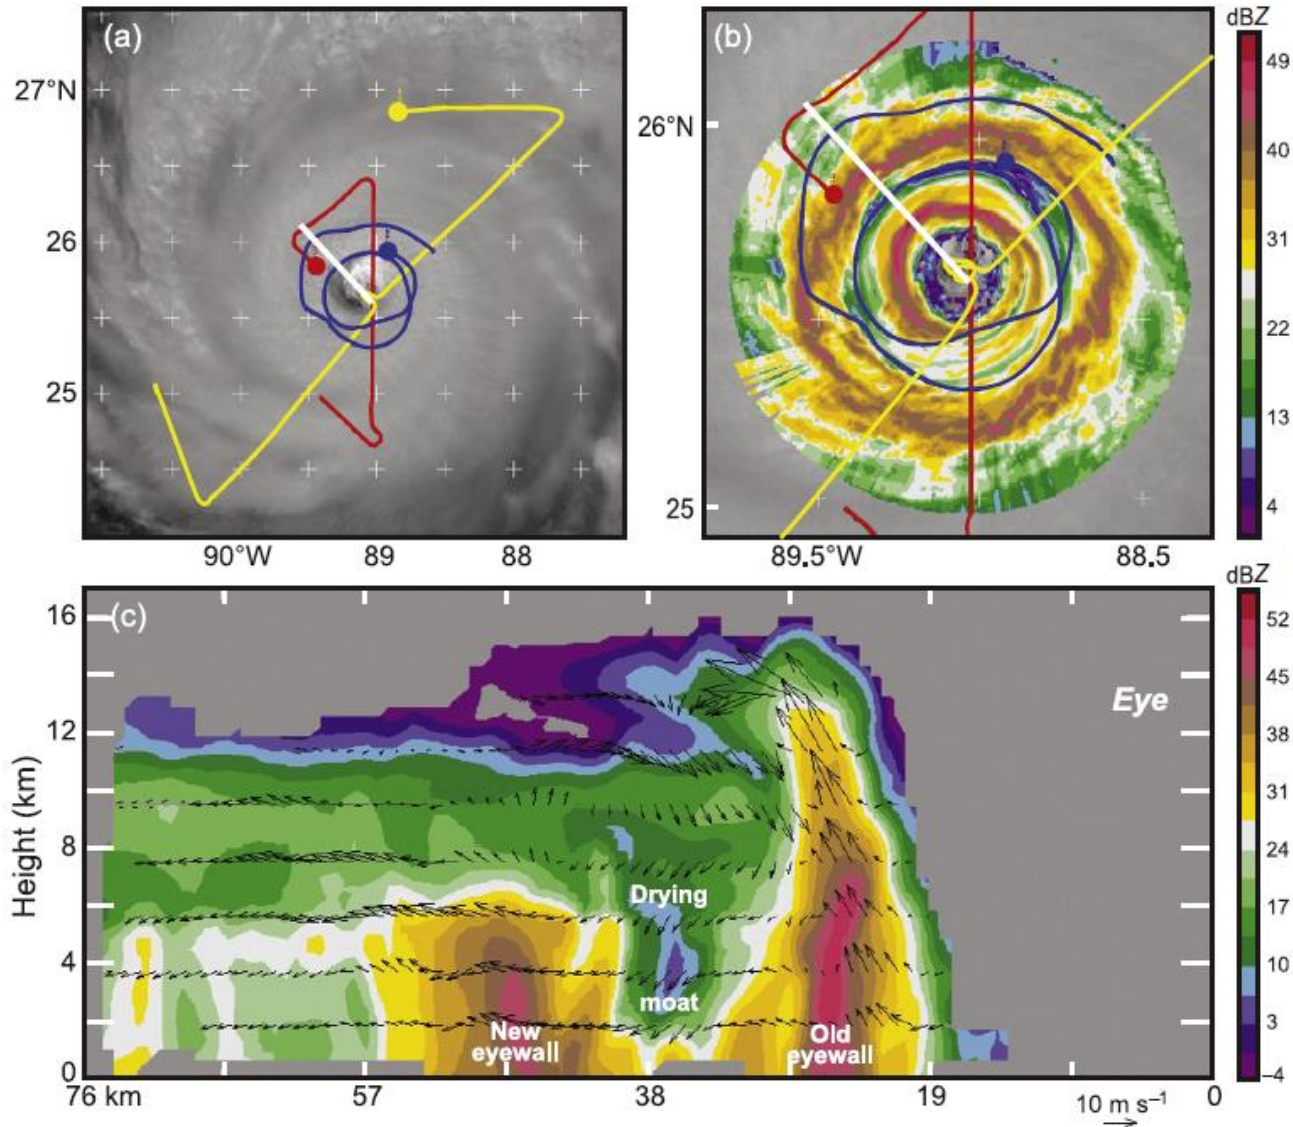 (a)
27°N
26
25
90°W
89
88
(b)
26°N
25
89.5°W
88.5
dBZ
49
40
31
22
13
4
(c)
16
12
8
4
0
Height (km)
Eye
Drying
moat
New
eyewall
Old
eyewall
76 km
57
38
19
0
10 m s⁻¹
dBZ
52
45
38
31
24
17
10
3
–4